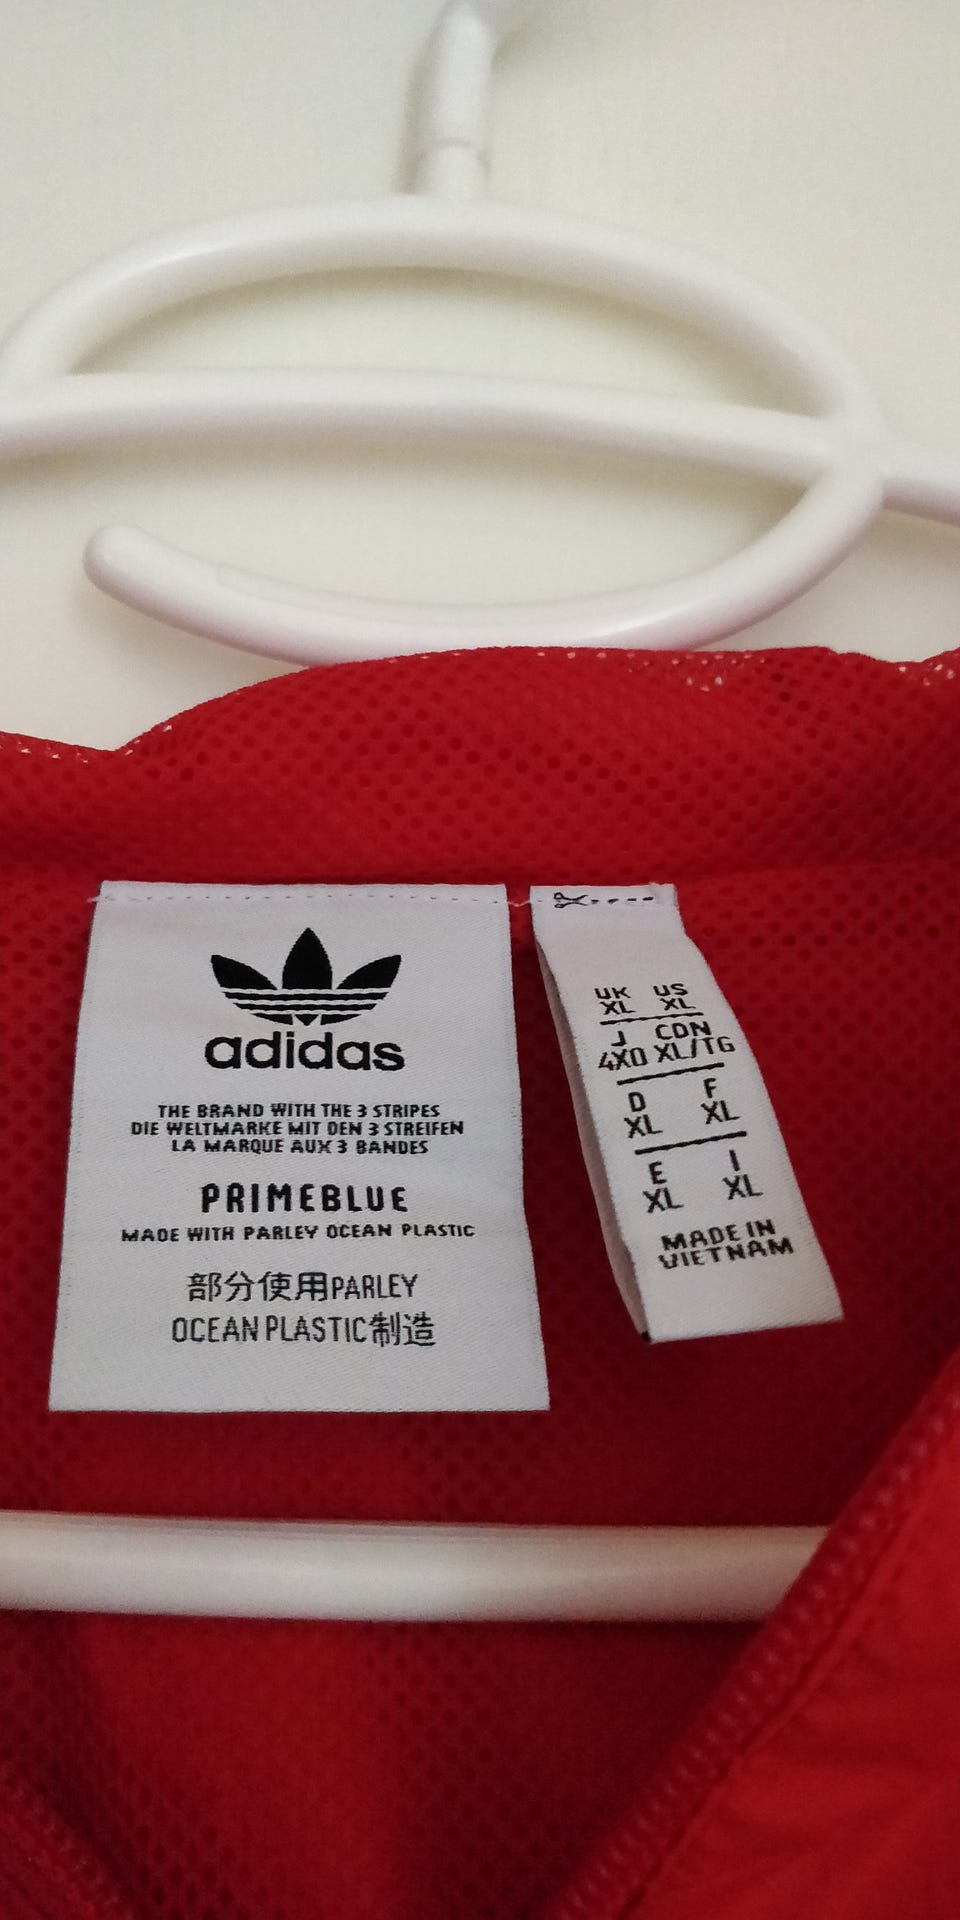 adidas
THE BRAND WITH THE 3 STRIPES
DIE WELTMARKE MIT DEN 3 STREIFEN
LA MARQUE AUX 3 BANDES
PRIMEBLUE
MADE WITH PARLEY OCEAN PLASTIC
部分使用PARLEY
OCEAN PLASTIC制造
UK US
XL XL
J CDN
4XO XL/TG
D F
XL XL
E I
XL XL
MADE IN
VIETNAM